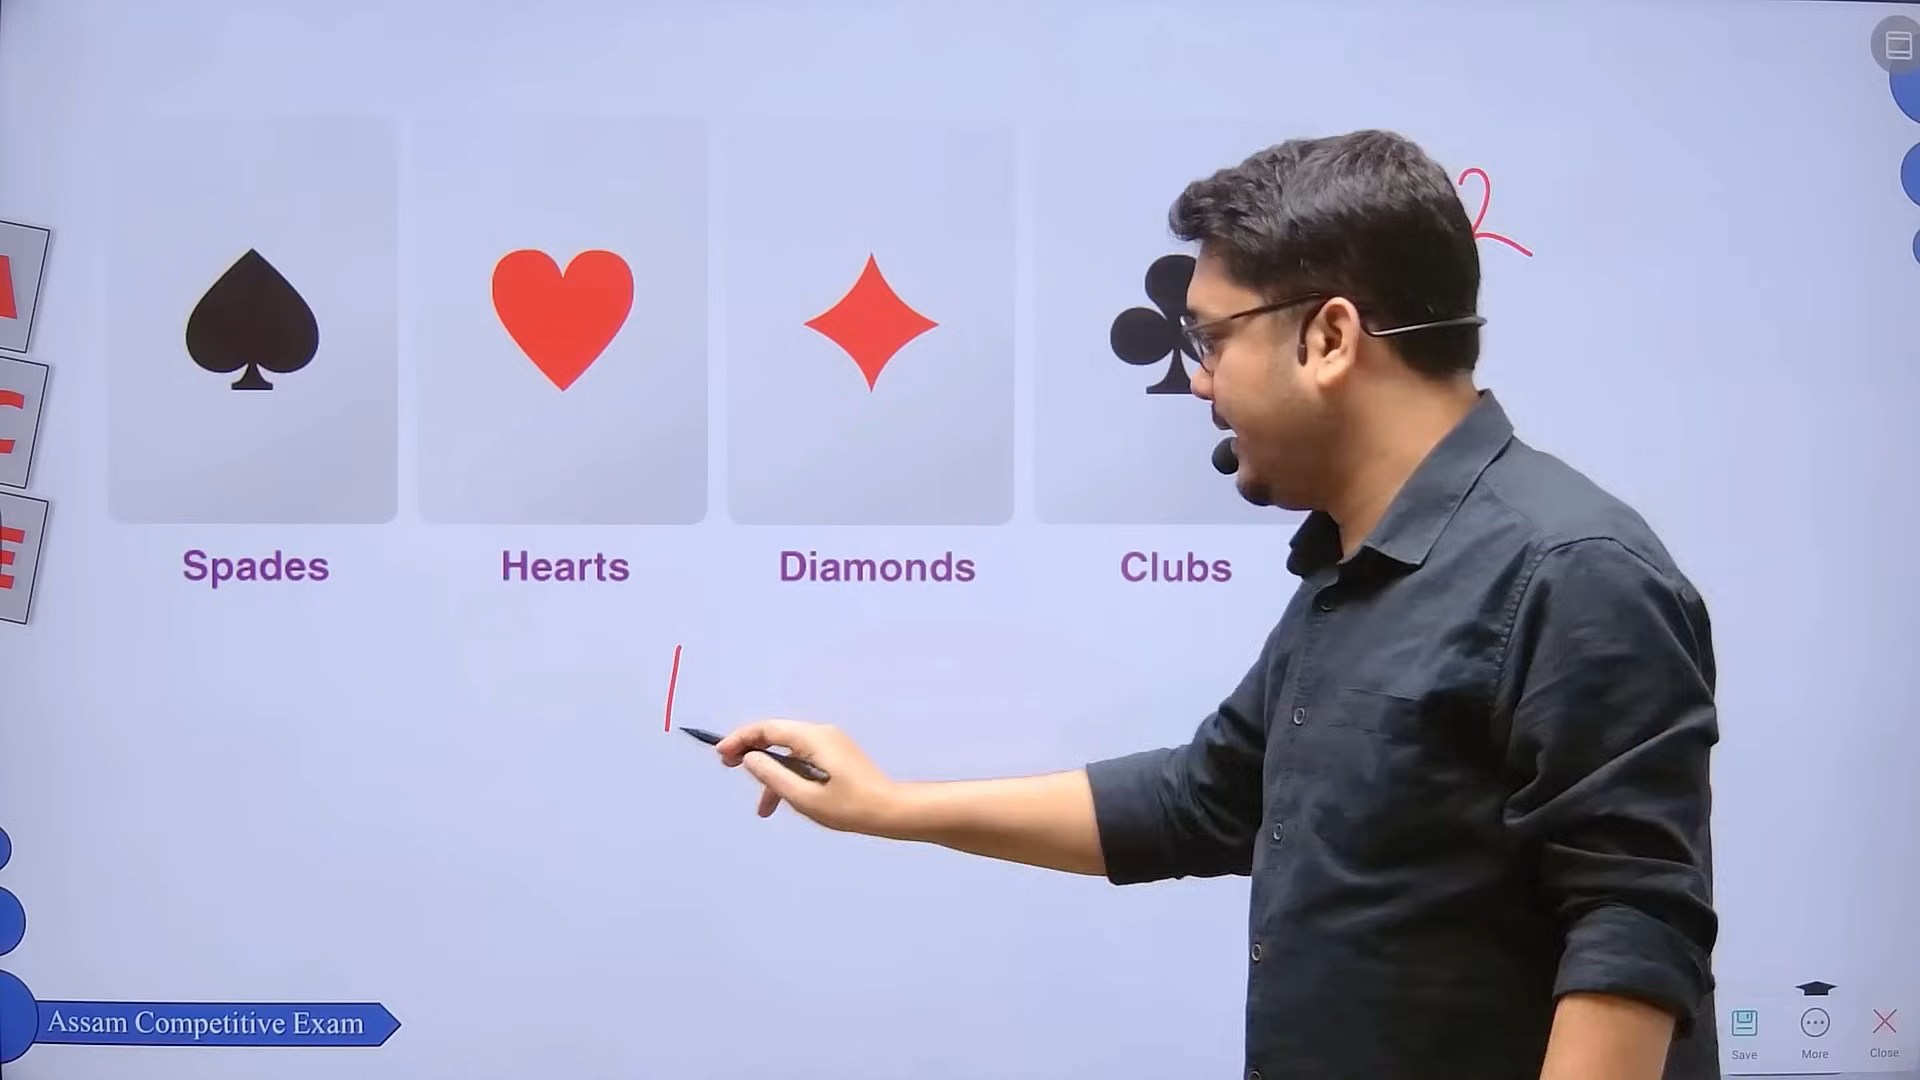 2
A
C
E
Spades
Hearts
Diamonds
Clubs
Assam Competitive Exam
Save
More
Close